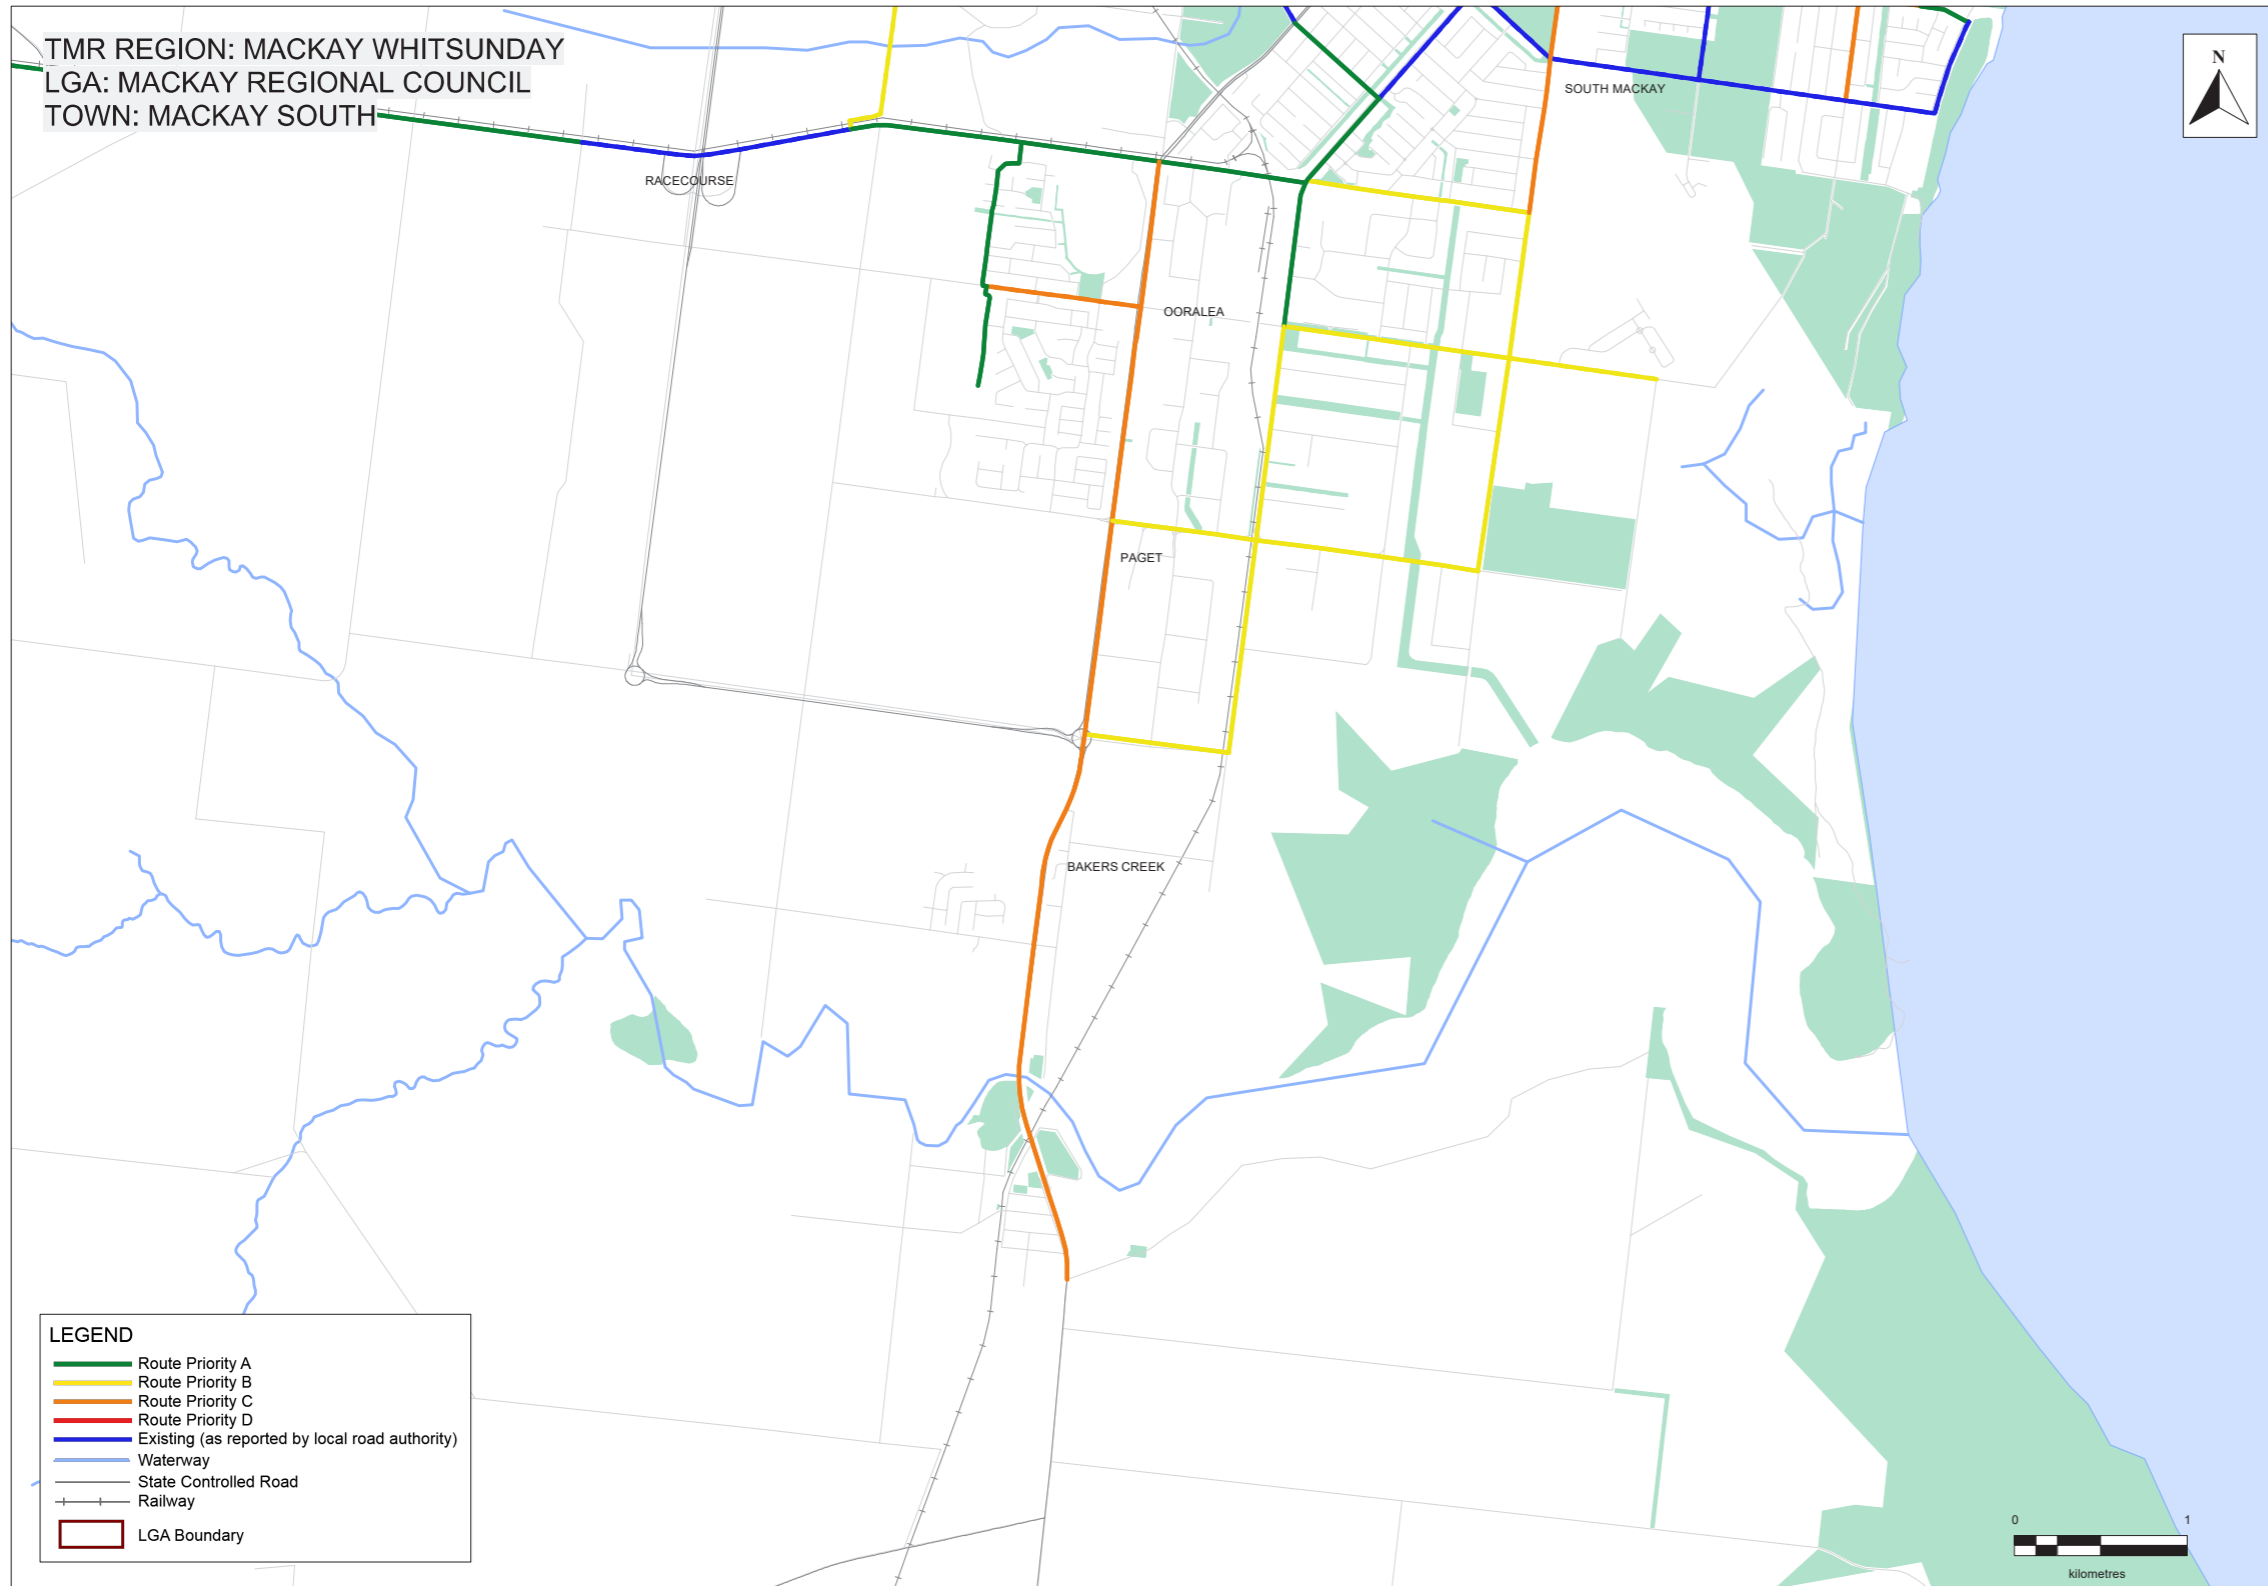 TMR REGION: MACKAY WHITSUNDAY
LGA: MACKAY REGIONAL COUNCIL
TOWN: MACKAY SOUTH
N
SOUTH MACKAY
RACECOURSE
OORALEA
PAGET
BAKERS CREEK
LEGEND
Route Priority A
Route Priority B
Route Priority C
Route Priority D
Existing (as reported by local road authority)
Waterway
State Controlled Road
Railway
LGA Boundary
0 1
kilometres